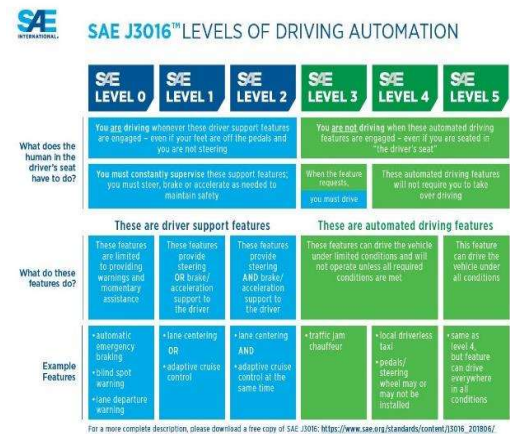 SAE
INTERNATIONAL.
SAE J3016™ LEVELS OF DRIVING AUTOMATION
SAE
LEVEL 0
SAE
LEVEL 1
SAE
LEVEL 2
SAE
LEVEL 3
SAE
LEVEL 4
SAE
LEVEL 5
What does the
human in the
driver's seat
have to do?
You are driving whenever these driver support features
are engaged – even if your feet are off the pedals and
you are not steering
You are not driving when these automated driving
features are engaged – even if you are seated in
"the driver's seat"
You must constantly supervise these support features;
you must steer, brake or accelerate as needed to
maintain safety
When the feature
requests,
you must drive
These automated driving features
will not require you to take
over driving
These are driver support features
These are automated driving features
What do these
features do?
These features
are limited
to providing
warnings and
momentary
assistance
These features
provide
steering
OR brake/
acceleration
support to
the driver
These features
provide
steering
AND brake/
acceleration
support to
the driver
These features can drive the vehicle
under limited conditions and will
not operate unless all required
conditions are met
This feature
can drive the
vehicle under
all conditions
Example
Features
•automatic
emergency
braking
•blind spot
warning
•lane departure
warning
•lane centering
OR
•adaptive cruise
control
•lane centering
AND
•adaptive cruise
control at the
same time
•traffic jam
chauffeur
•local driverless
taxi
•pedals/
steering
wheel may or
may not be
installed
•same as
level 4,
but feature
can drive
everywhere
in all
conditions
For a more complete description, please download a free copy of SAE J3016: https://www.sae.org/standards/content/j3016_201806/